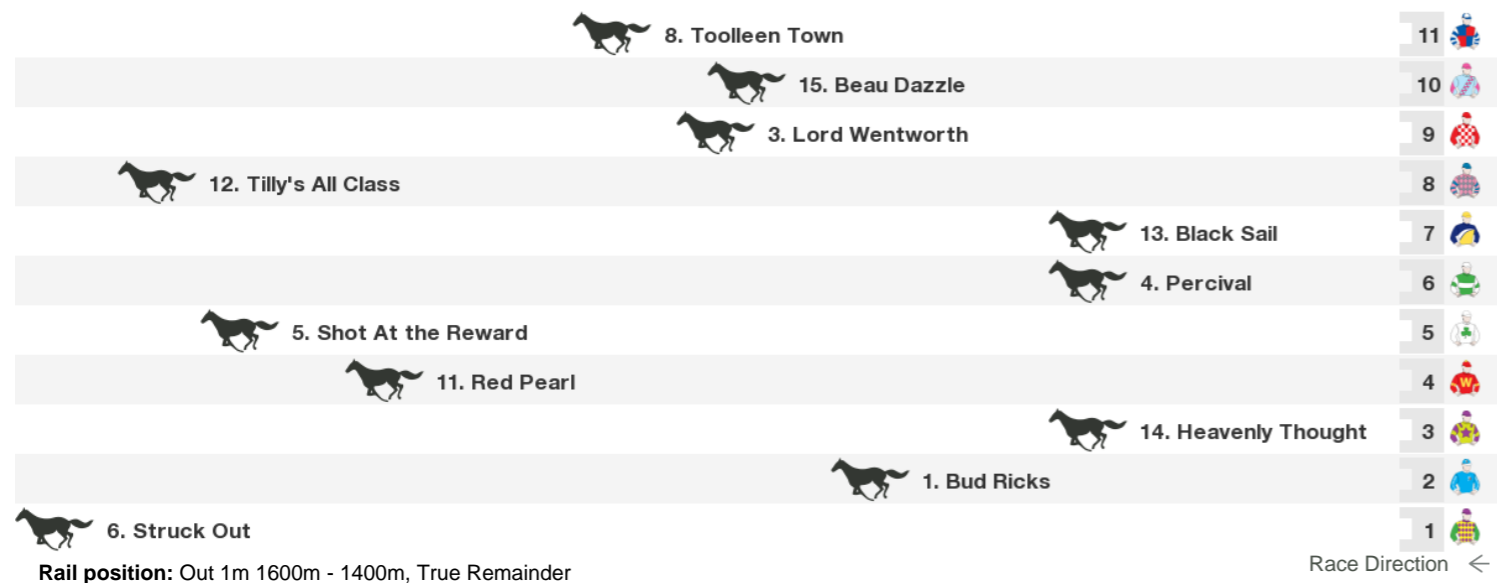 8. Toolleen Town 11
15. Beau Dazzle 10
3. Lord Wentworth 9
12. Tilly's All Class 8
13. Black Sail 7
4. Percival 6
5. Shot At the Reward 5
11. Red Pearl 4 W
14. Heavenly Thought 3
1. Bud Ricks 2
6. Struck Out 1
Rail position: Out 1m 1600m - 1400m, True Remainder
Race Direction ←